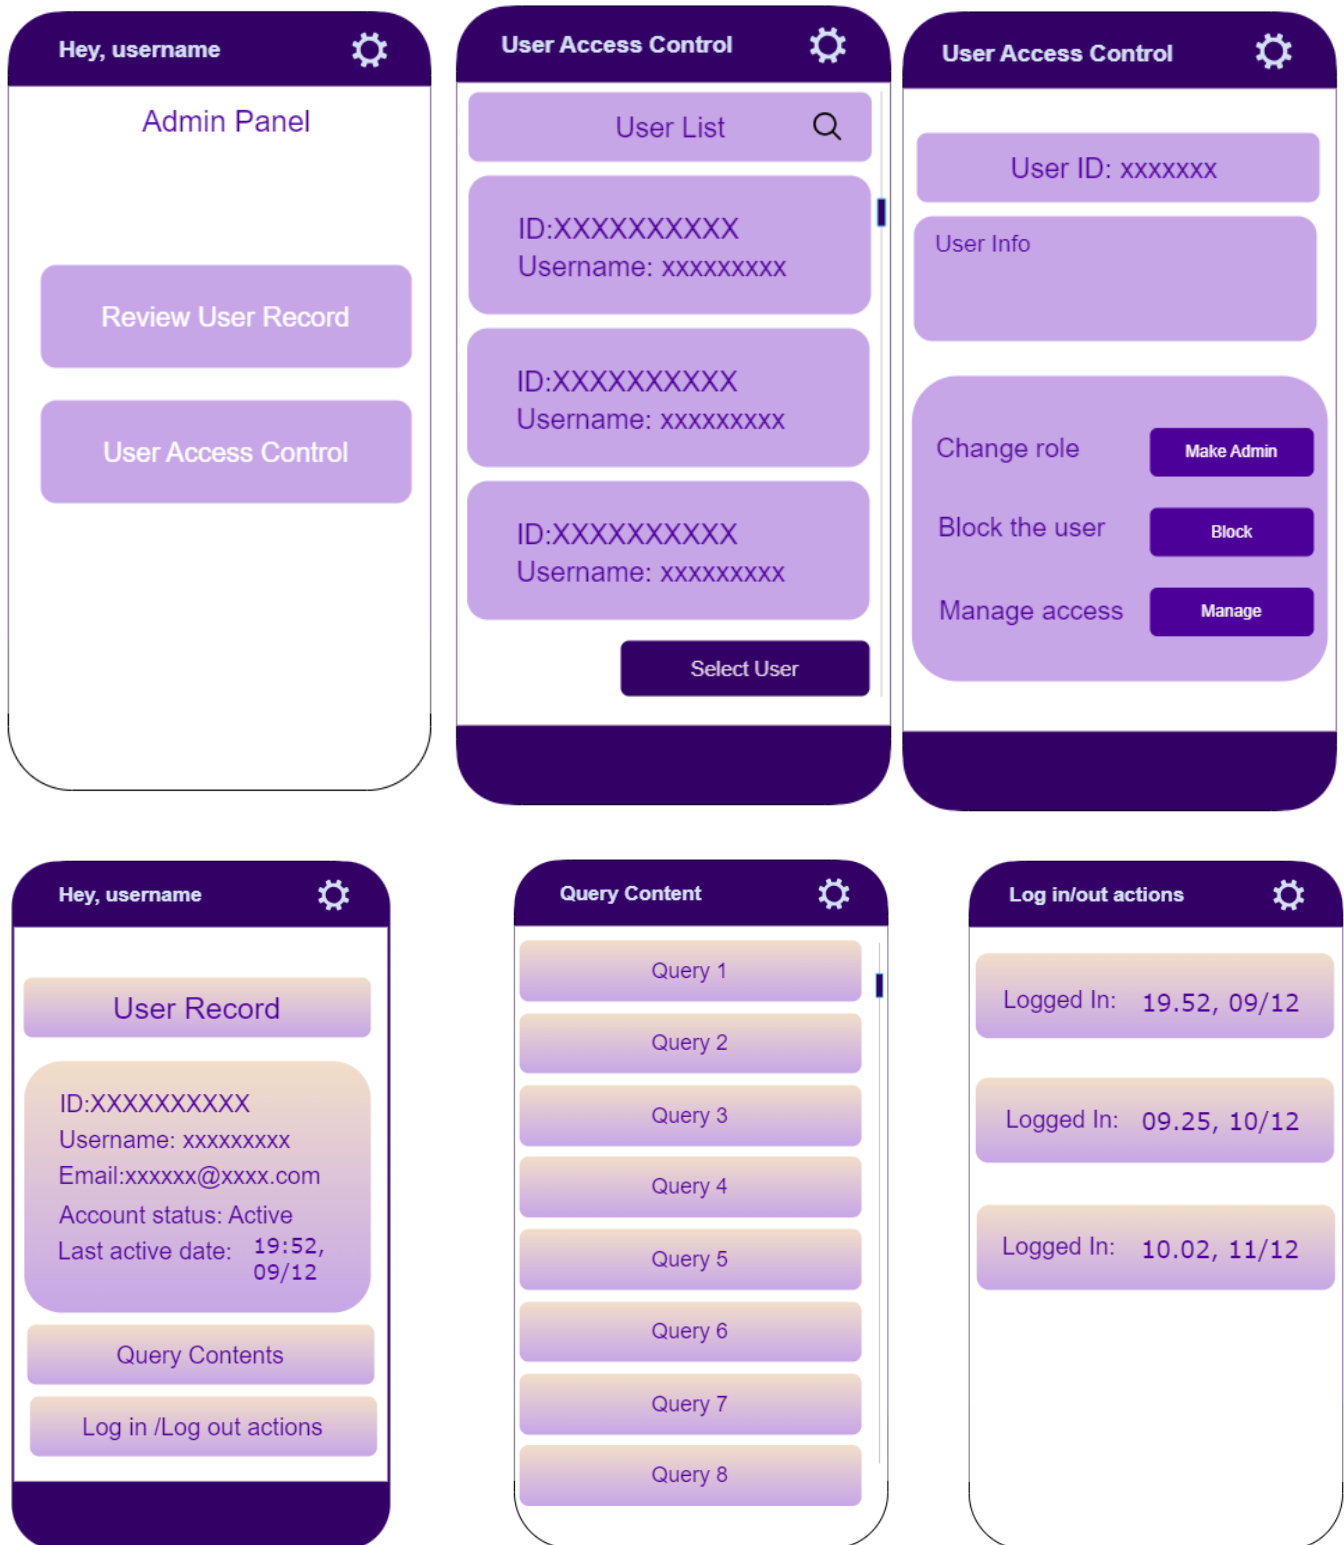 Hey, username
Admin Panel
Review User Record
User Access Control
User Access Control
User List
ID:XXXXXXXXXX
Username: xxxxxxxxx
ID:XXXXXXXXXX
Username: xxxxxxxxx
ID:XXXXXXXXXX
Username: xxxxxxxxx
Select User
User Access Control
User ID: xxxxxxx
User Info
Change role
Make Admin
Block the user
Block
Manage access
Manage
Hey, username
User Record
ID:XXXXXXXXXX
Username: xxxxxxxxx
Email:xxxxxx@xxxx.com
Account status: Active
Last active date: 19:52,
09/12
Query Contents
Log in /Log out actions
Query Content
Query 1
Query 2
Query 3
Query 4
Query 5
Query 6
Query 7
Query 8
Log in/out actions
Logged In: 19.52, 09/12
Logged In: 09.25, 10/12
Logged In: 10.02, 11/12